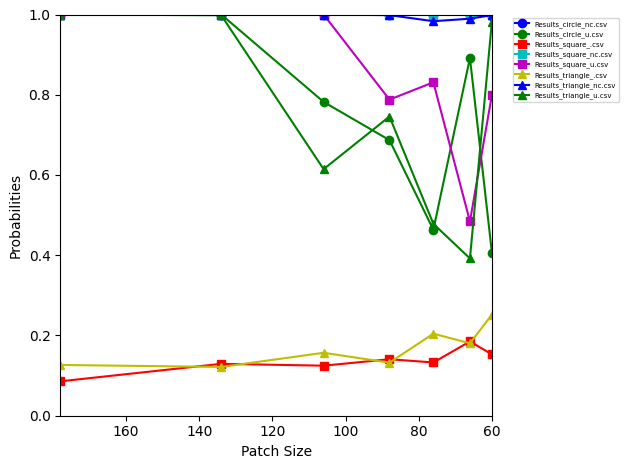 1.0
0.8
0.6
0.4
0.2
0.0
Probabilities
160
140
120
100
80
60
Patch Size
Results_circle_nc.csv
Results_circle_u.csv
Results_square_.csv
Results_square_nc.csv
Results_square_u.csv
Results_triangle_.csv
Results_triangle_nc.csv
Results_triangle_u.csv